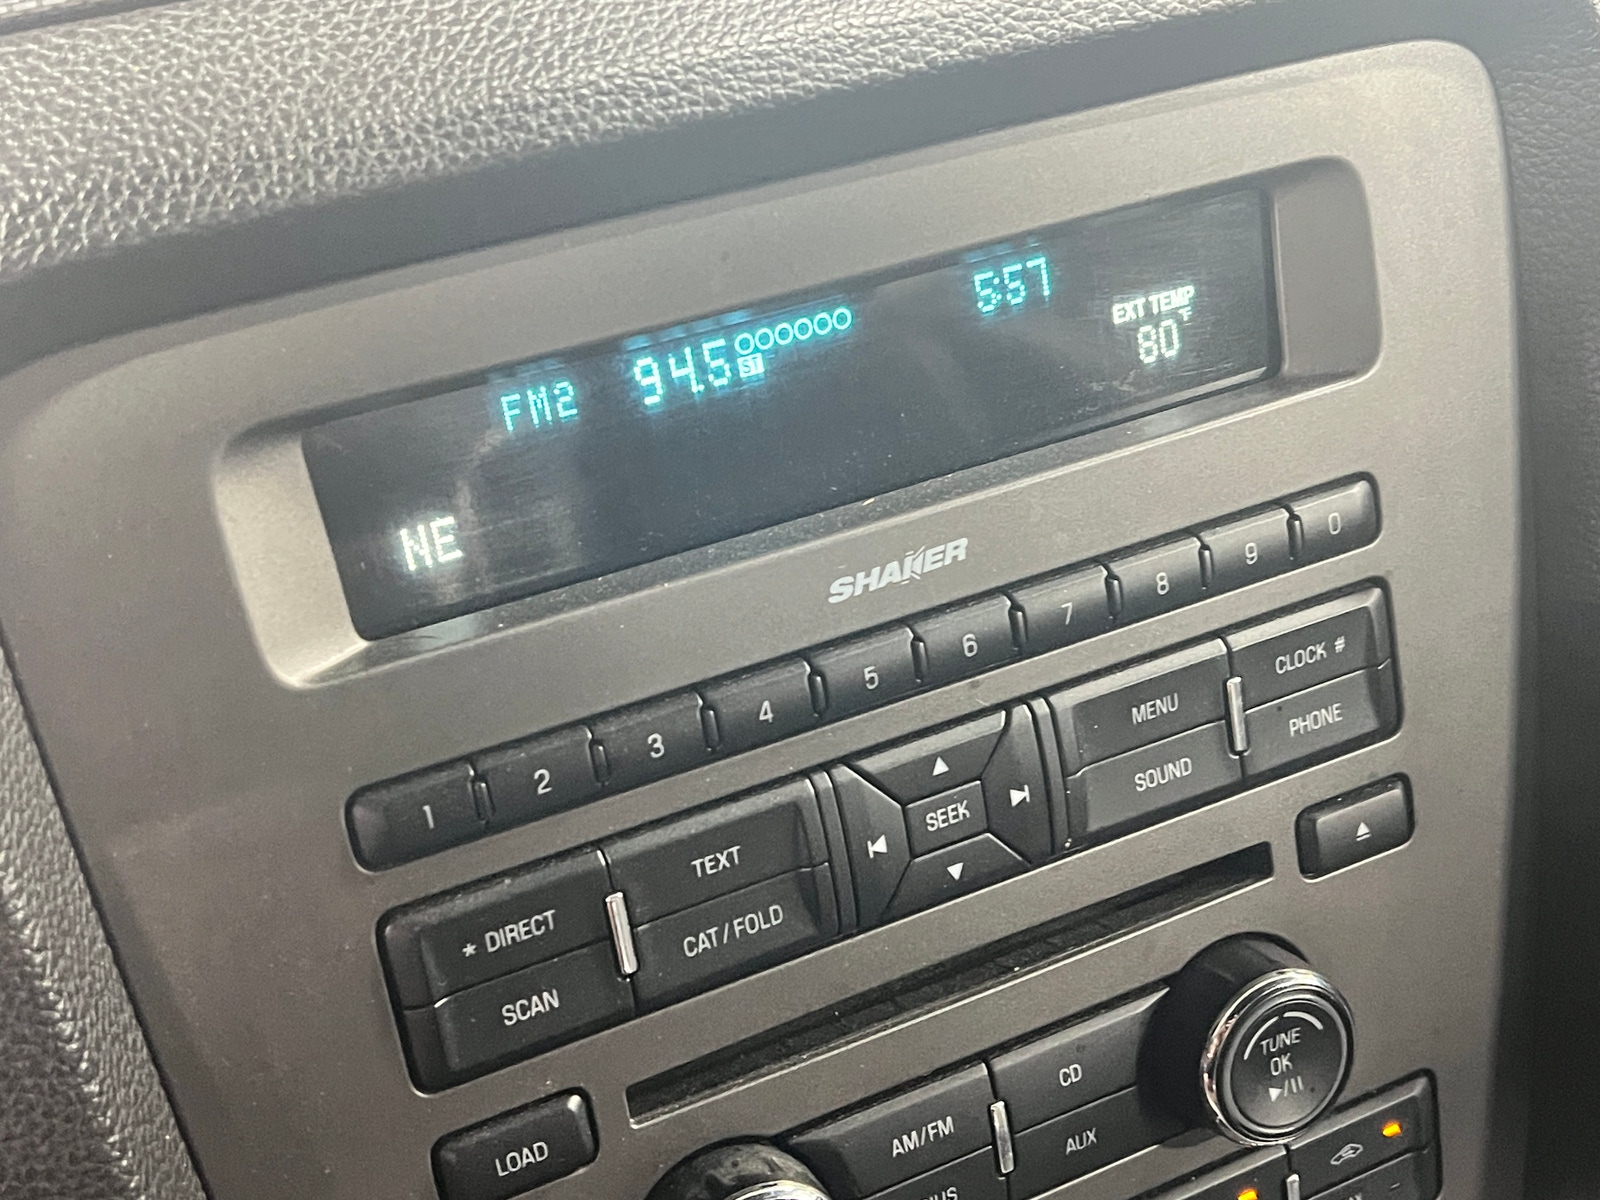 5:57
FM2 94.5 ST
EXT TEMP
80°F
NE
SHAKER
1 2 3 4 5 6 7 8 9 0
* DIRECT
TEXT
SEEK
MENU
CLOCK #
SCAN
CAT / FOLD
SOUND
PHONE
LOAD
AM/FM
CD
AUX
TUNE
OK